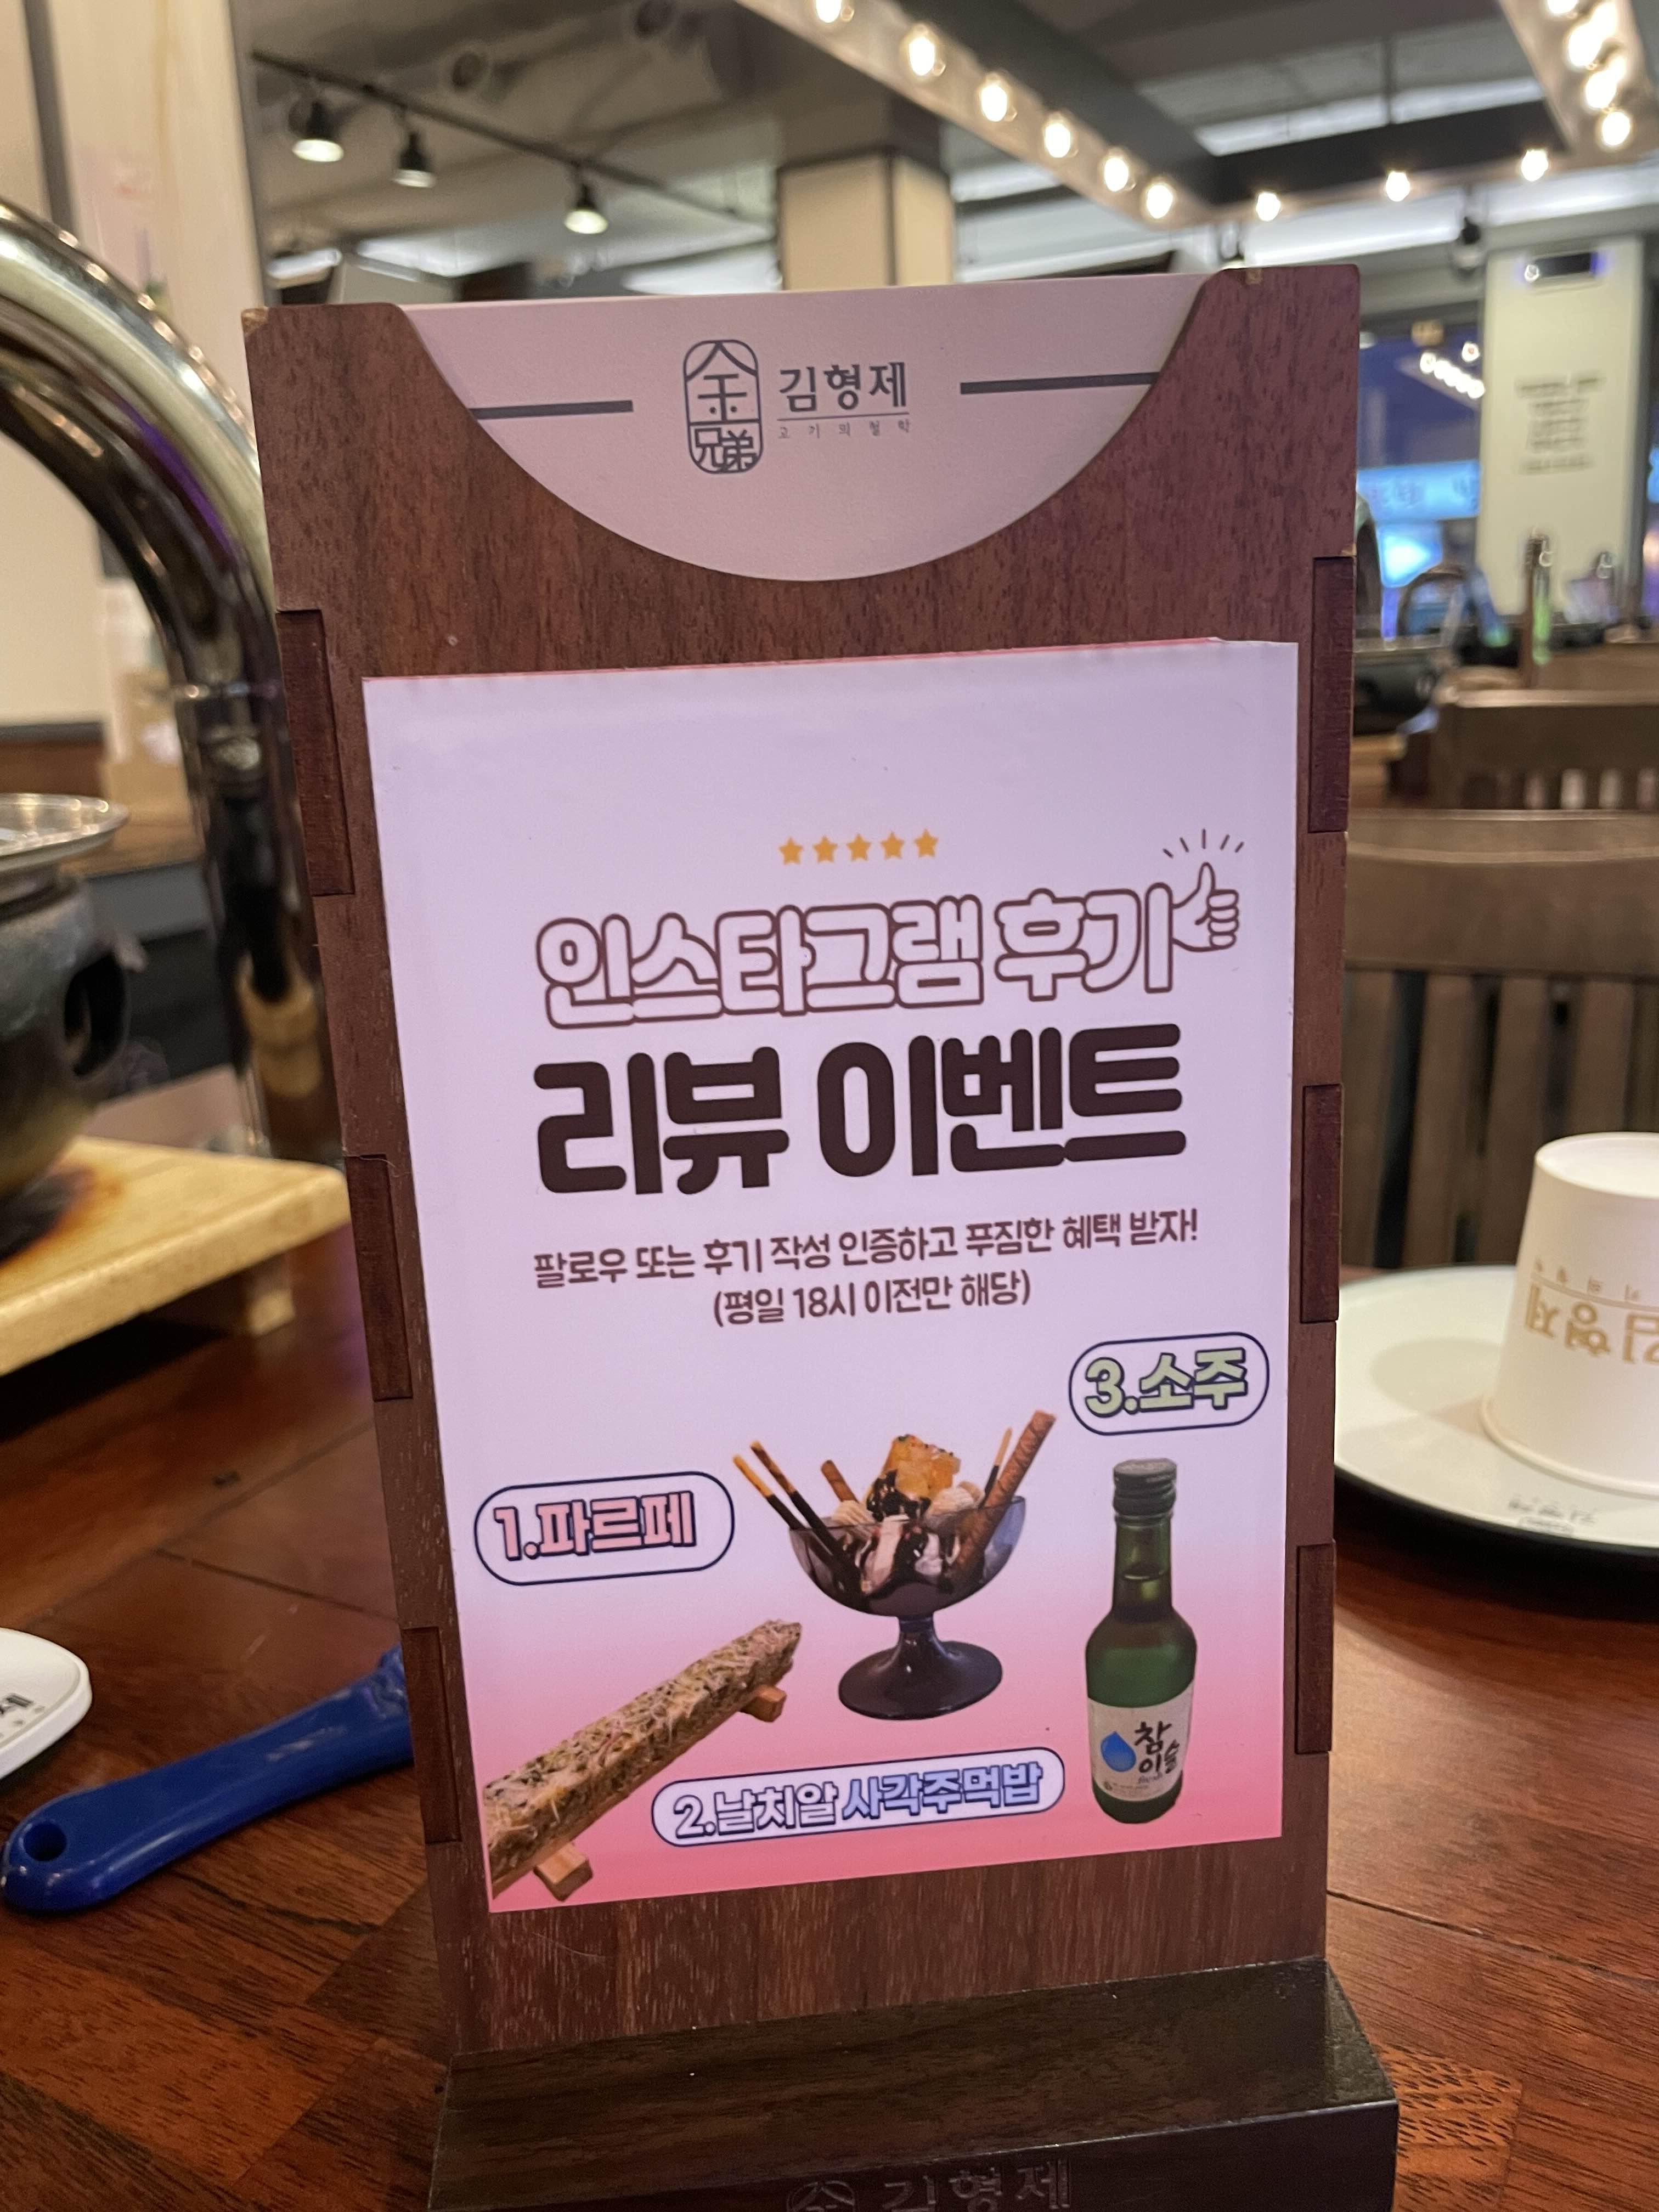 金
兄弟
김형제
고기의 철학
인스타그램 후기
리뷰 이벤트
팔로우 또는 후기 작성 인증하고 푸짐한 혜택 받자!
(평일 18시 이전만 해당)
3.소주
1.파르페
참
이슬
2.날치알 사각주먹밥
김형제